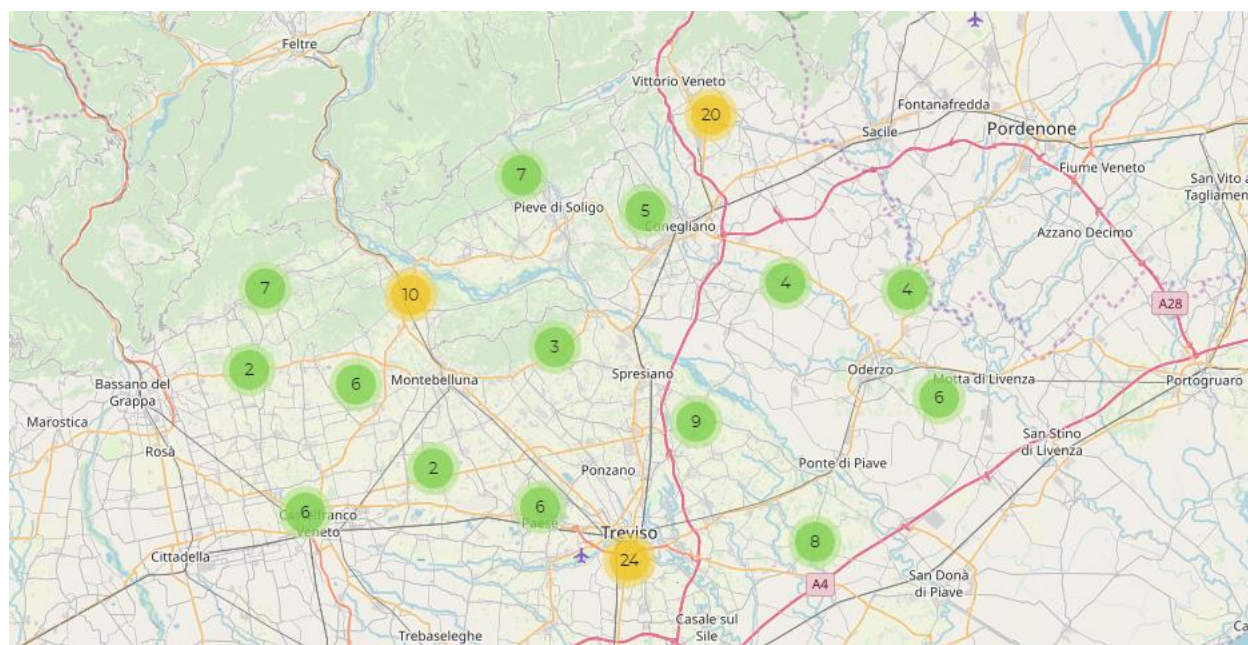 Feltre
Vittorio Veneto
20
Fontanafredda
Sacile
Pordenone
Fiume Veneto
San Vito a
Tagliamen
7
Pieve di Soligo
5
Conegliano
Azzano Decimo
7
10
4
4
A28
3
2
6
Montebelluna
Spresiano
Oderzo
Motta di Livenza
Portogruaro
Bassano del
Grappa
Marostica
6
9
Rosà
San Stino
di Livenza
2
Ponzano
Ponte di Piave
6
Castelfranco
Veneto
6
Paese
Treviso
8
Cittadella
24
A4
San Donà
di Piave
Casale sul
Sile
Trebaseleghe
Ca